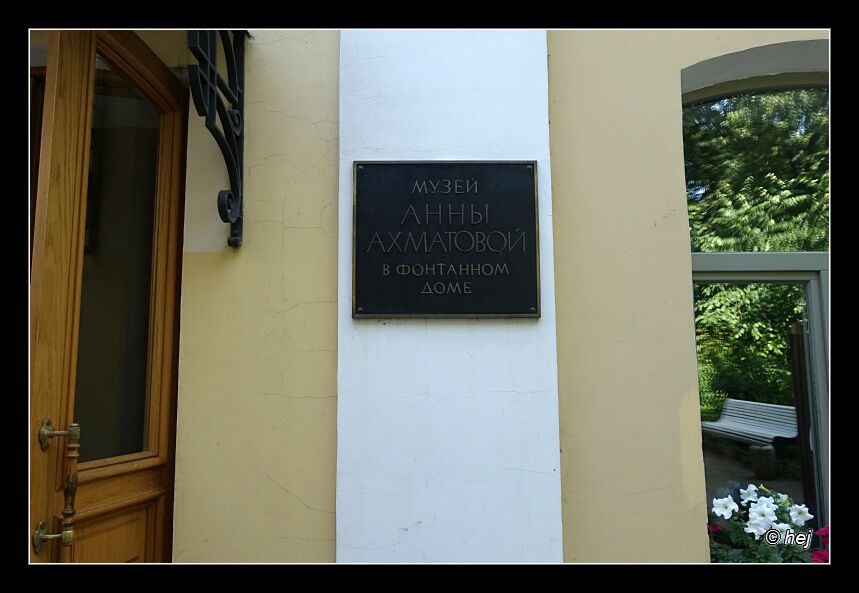 МУЗЕЙ
АННЫ
АХМАТОВОЙ
В ФОНТАННОМ
ДОМЕ
© hej